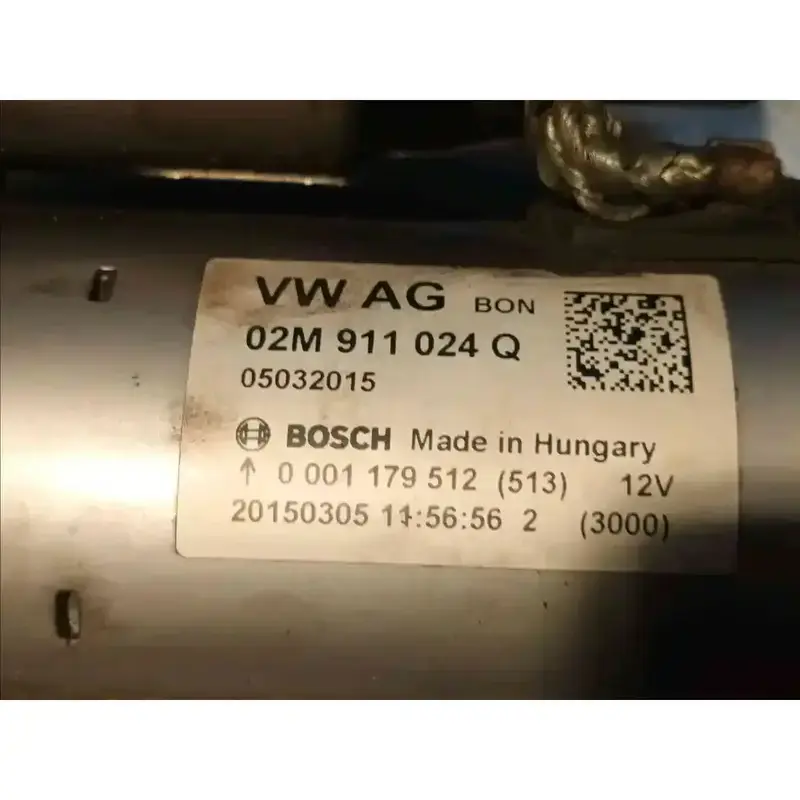 VW AG BON
02M 911 024 Q
05032015
BOSCH Made in Hungary
↑ 0 001 179 512 (513) 12V
20150305 11:56:56 2 (3000)